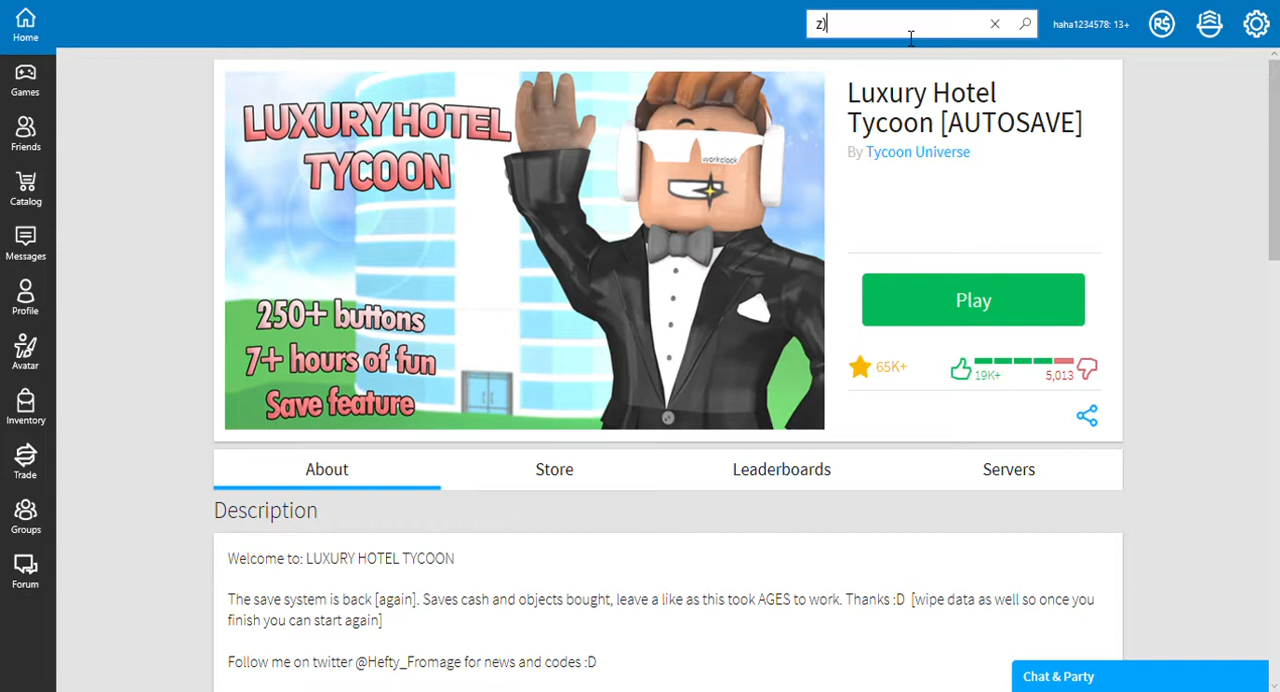 Home
z)
haha1234578: 13+
R$
Games
Friends
Catalog
Messages
Profile
Avatar
Inventory
Trade
Groups
Forum
LUXURY HOTEL
TYCOON
workclock
250+ buttons
7+ hours of fun
Save feature
Luxury Hotel
Tycoon [AUTOSAVE]
By Tycoon Universe
Play
65K+
19K+
5,013
About
Store
Leaderboards
Servers
Description
Welcome to: LUXURY HOTEL TYCOON
The save system is back [again]. Saves cash and objects bought, leave a like as this took AGES to work. Thanks :D [wipe data as well so once you
finish you can start again]
Follow me on twitter @Hefty_Fromage for news and codes :D
Chat & Party